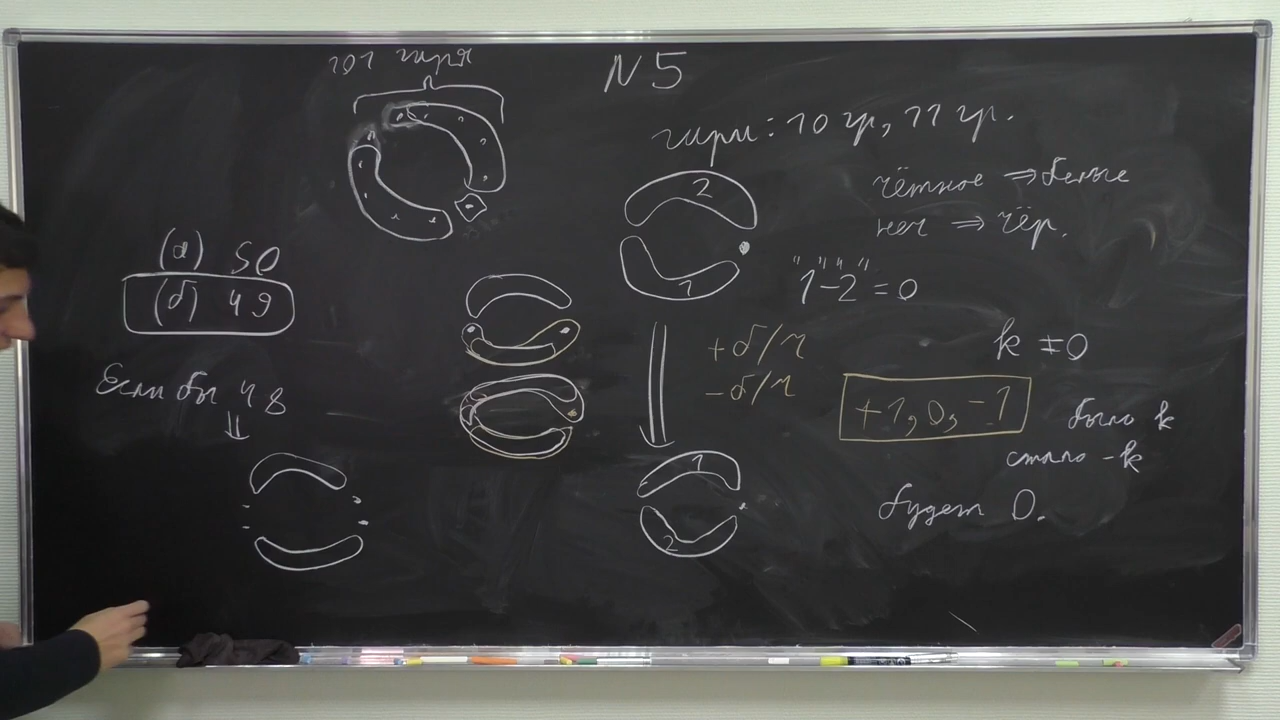 101 гиря
N5
гири: 10 гр, 11 гр.
чётное ⇒ белые
неч ⇒ чёр.
2
1
"1"-"2" = 0
(а) 50
(б) 49
Если бы 48
⇓
+б/ч
-б/ч
k ≠ 0
+1, 0, -1
было k
стало -k
будет 0.
1
2